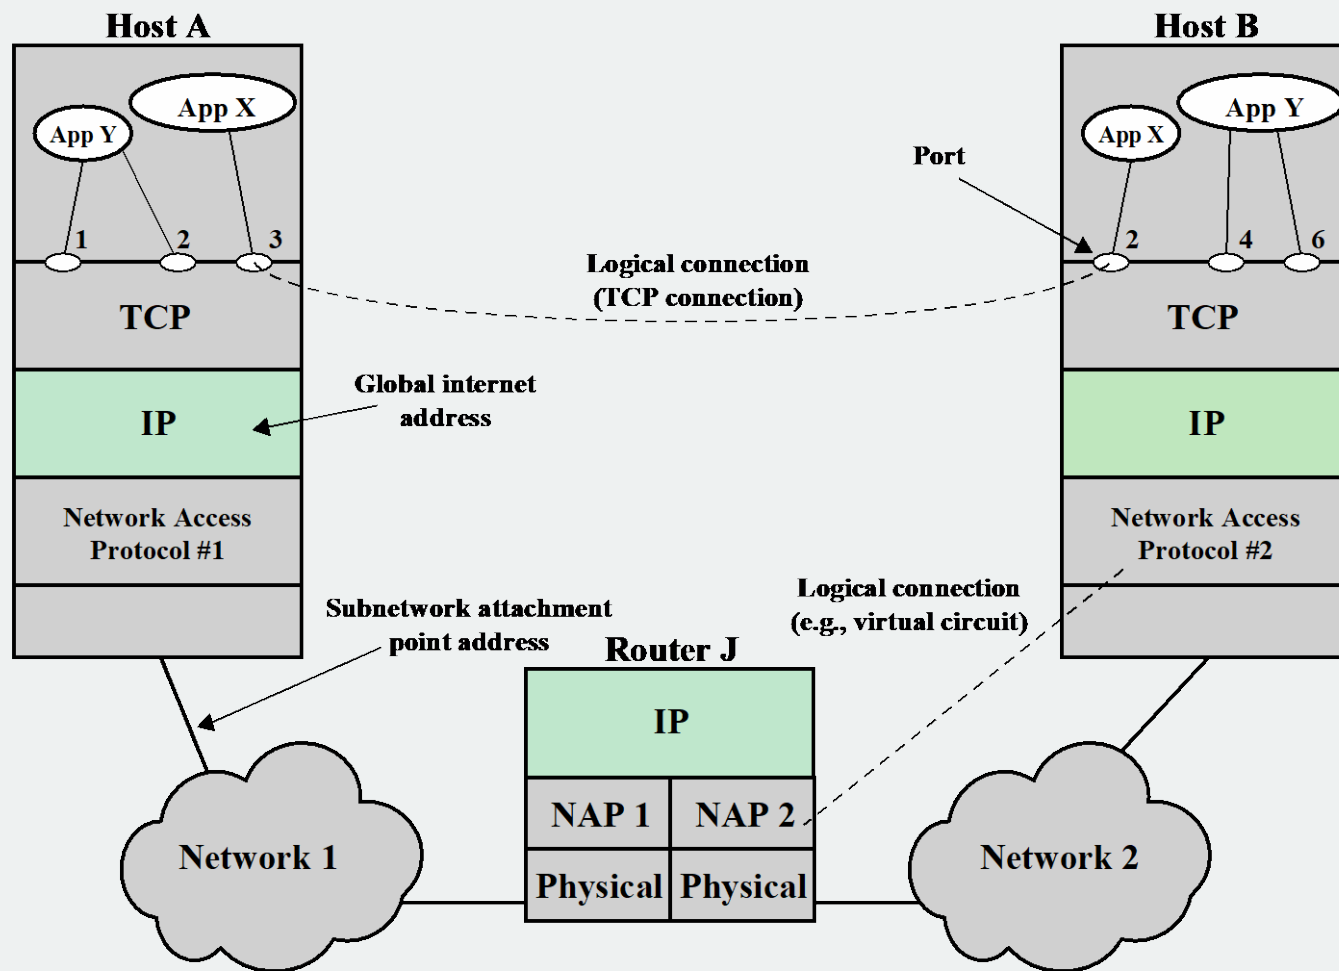 Host A
Host B
App X
App Y
App Y
App X
Port
1
2
3
2
4
6
Logical connection
(TCP connection)
TCP
TCP
Global internet
address
IP
IP
Network Access
Protocol #1
Network Access
Protocol #2
Logical connection
(e.g., virtual circuit)
Subnetwork attachment
point address
Router J
IP
NAP 1
NAP 2
Network 1
Physical
Physical
Network 2